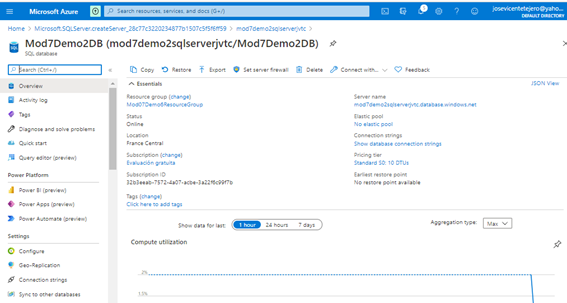 Microsoft Azure
Search resources, services, and docs (G+/)
1
josevicentetejero@yaho...
DEFAULT DIRECTORY
Home > Microsoft.SQLServer.createServer_28c77c3220234877b1507c5f5f6ff59 > mod7demo2sqlserverjvtc >
Mod7Demo2DB (mod7demo2sqlserverjvtc/Mod7Demo2DB)
SQL database
Search (Ctrl+/)
Copy Restore Export Set server firewall Delete Connect with... Feedback
Overview
Activity log
Tags
Diagnose and solve problems
Quick start
Query editor (preview)
Power Platform
Power BI (preview)
Power Apps (preview)
Power Automate (preview)
Settings
Configure
Geo-Replication
Connection strings
Sync to other databases
Essentials
JSON View
Resource group (change)
Mod07Demo6ResourceGroup
Status
Online
Location
France Central
Subscription (change)
Evaluación gratuita
Subscription ID
32b3eeab-7572-4a07-acbe-3a22f6c99f7b
Tags (change)
Click here to add tags
Server name
mod7demo2sqlserverjvtc.database.windows.net
Elastic pool
No elastic pool
Connection strings
Show database connection strings
Pricing tier
Standard S0: 10 DTUs
Earliest restore point
No restore point available
Show data for last: 1 hour 24 hours 7 days
Aggregation type: Max
Compute utilization